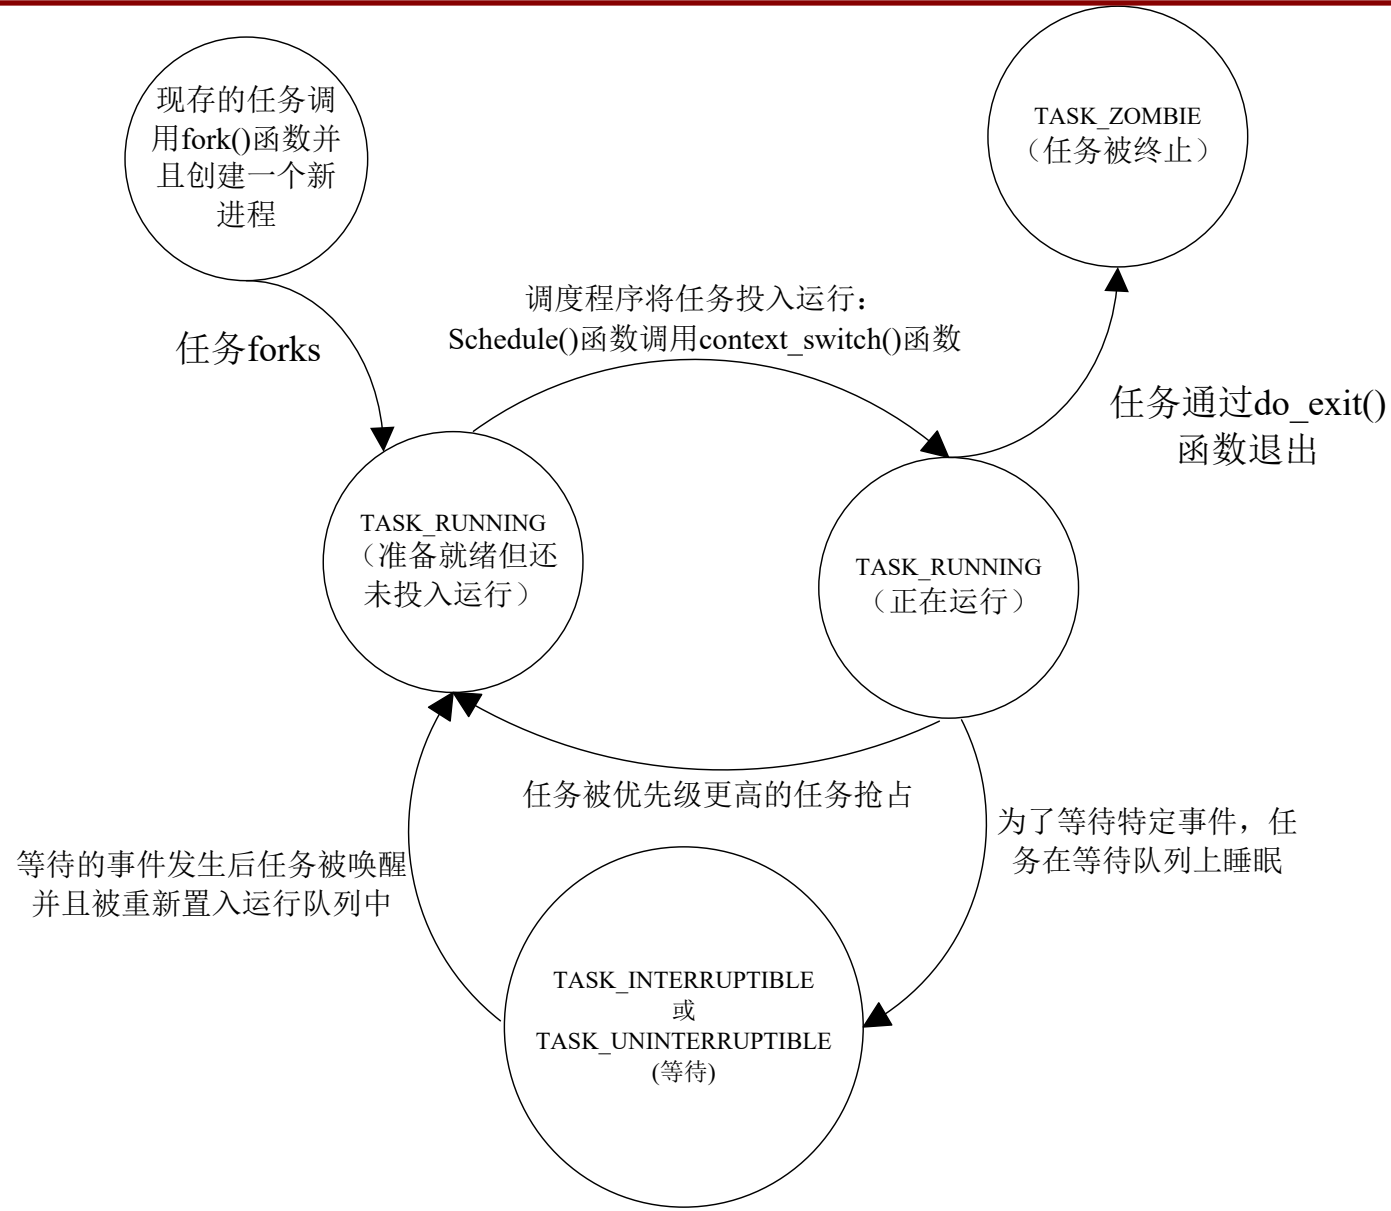 现存的任务调
用fork()函数并
且创建一个新
进程
TASK_ZOMBIE
（任务被终止）
任务forks
调度程序将任务投入运行：
Schedule()函数调用context_switch()函数
任务通过do_exit()
函数退出
TASK_RUNNING
（准备就绪但还
未投入运行）
TASK_RUNNING
（正在运行）
任务被优先级更高的任务抢占
为了等待特定事件，任
务在等待队列上睡眠
等待的事件发生后任务被唤醒
并且被重新置入运行队列中
TASK_INTERRUPTIBLE
或
TASK_UNINTERRUPTIBLE
(等待)